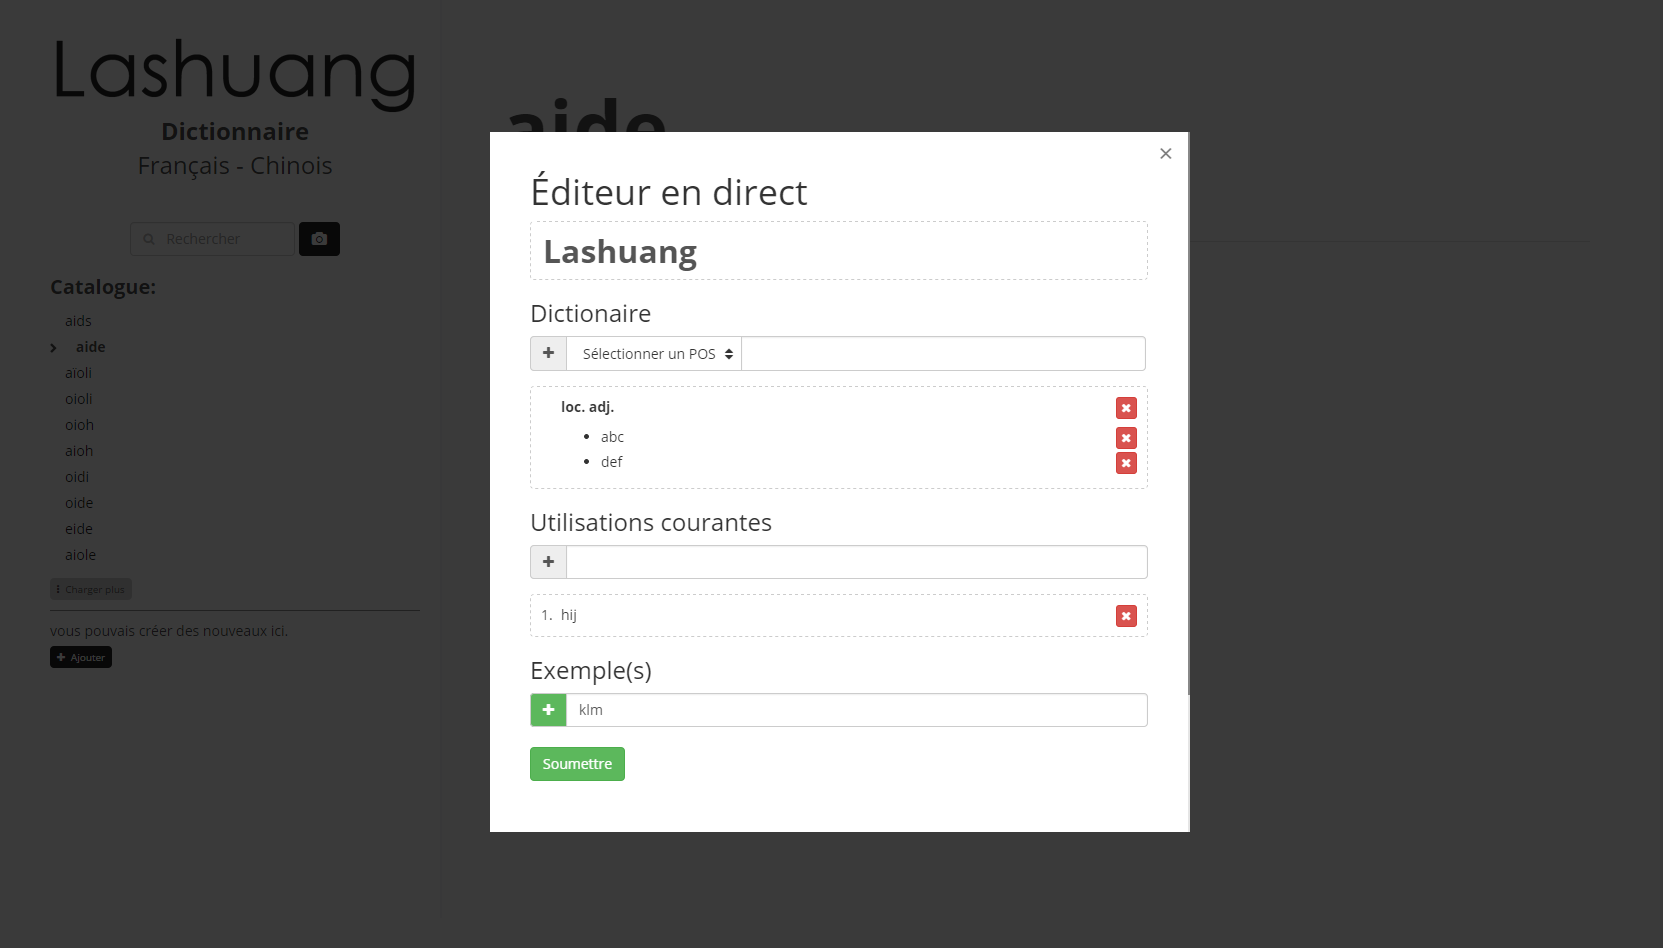 Lashuang
Dictionnaire
Français - Chinois
Rechercher
Catalogue:
aids
aide
aïoli
oioli
oioh
aioh
oidi
oide
eide
aiole
Charger plus
vous pouvais créer des nouveaux ici.
Ajouter
aide
Éditeur en direct
Lashuang
Dictionaire
Sélectionner un POS
loc. adj.
abc
def
Utilisations courantes
1. hij
Exemple(s)
klm
Soumettre